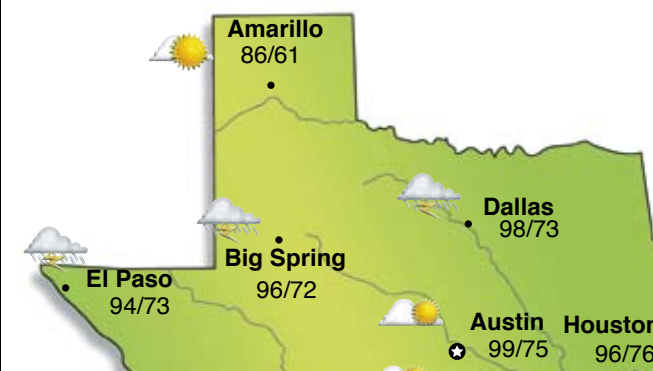 Amarillo
86/61
Dallas
98/73
Big Spring
96/72
El Paso
94/73
Austin
99/75
Houston
96/76